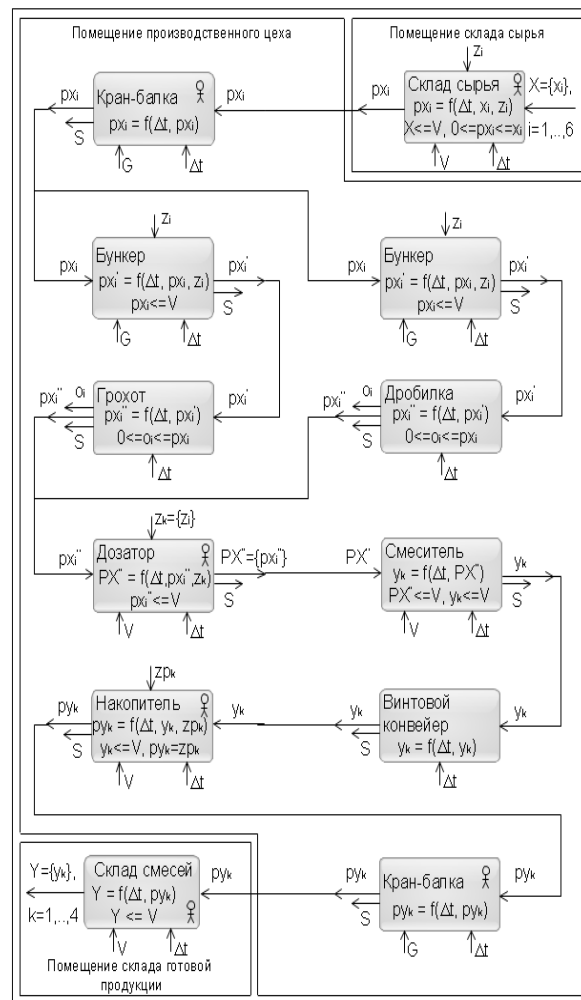 Помещение производственного цеха
Помещение склада сырья
zi
Кран-балка
pxi = f(Δt, pxi)
pxi
S
G
Δt
pxi
pxi
Склад сырья
pxi = f(Δt, xi, zi)
X<=V, 0<=pxi<=xi
X={xi},
i=1,..,6
V
Δt
zi
zi
pxi
Бункер
pxi' = f(Δt, pxi, zi)
pxi<=V
pxi'
S
G
Δt
pxi
Бункер
pxi' = f(Δt, pxi, zi)
pxi<=V
pxi'
S
G
Δt
pxi''
oi
S
Грохот
pxi'' = f(Δt, pxi')
0<=oi<=pxi
pxi'
Δt
pxi''
oi
S
Дробилка
pxi'' = f(Δt, pxi')
0<=oi<=pxi
pxi'
Δt
zk={zi}
pxi''
Дозатор
PX'' = f(Δt,pxi'',zk)
pxi''<=V
PX''={pxi''}
S
V
Δt
PX''
Смеситель
yk = f(Δt, PX'')
PX''<=V, yk<=V
yk
S
V
Δt
zpk
pyk
S
Накопитель
pyk = f(Δt, yk, zpk)
yk<=V, pyk=zpk
yk
V
Δt
yk
S
Винтовой
конвейер
yk = f(Δt, yk)
yk
Δt
Y={yk},
k=1,..,4
Склад смесей
Y = f(Δt, pyk)
Y <= V
pyk
V
Δt
pyk
S
Кран-балка
pyk = f(Δt, pyk)
pyk
G
Δt
Помещение склада готовой
продукции